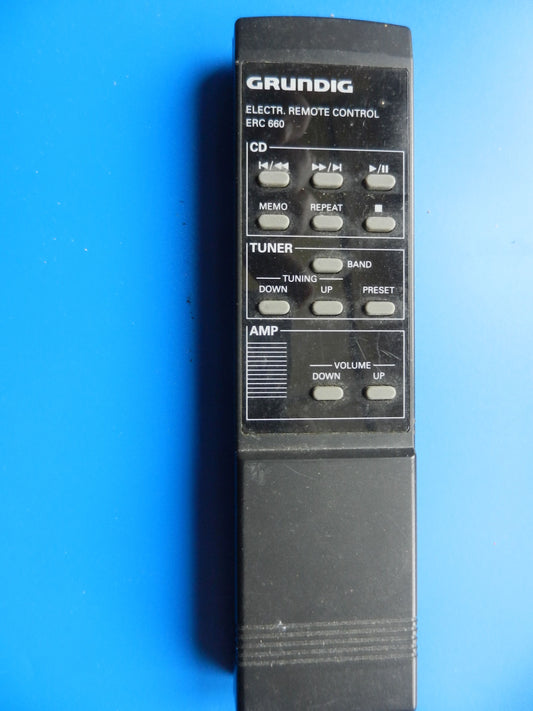 GRUNDIG
ELECTR. REMOTE CONTROL
ERC 660
CD
MEMO REPEAT
TUNER
BAND
TUNING
DOWN UP PRESET
AMP
VOLUME
DOWN UP